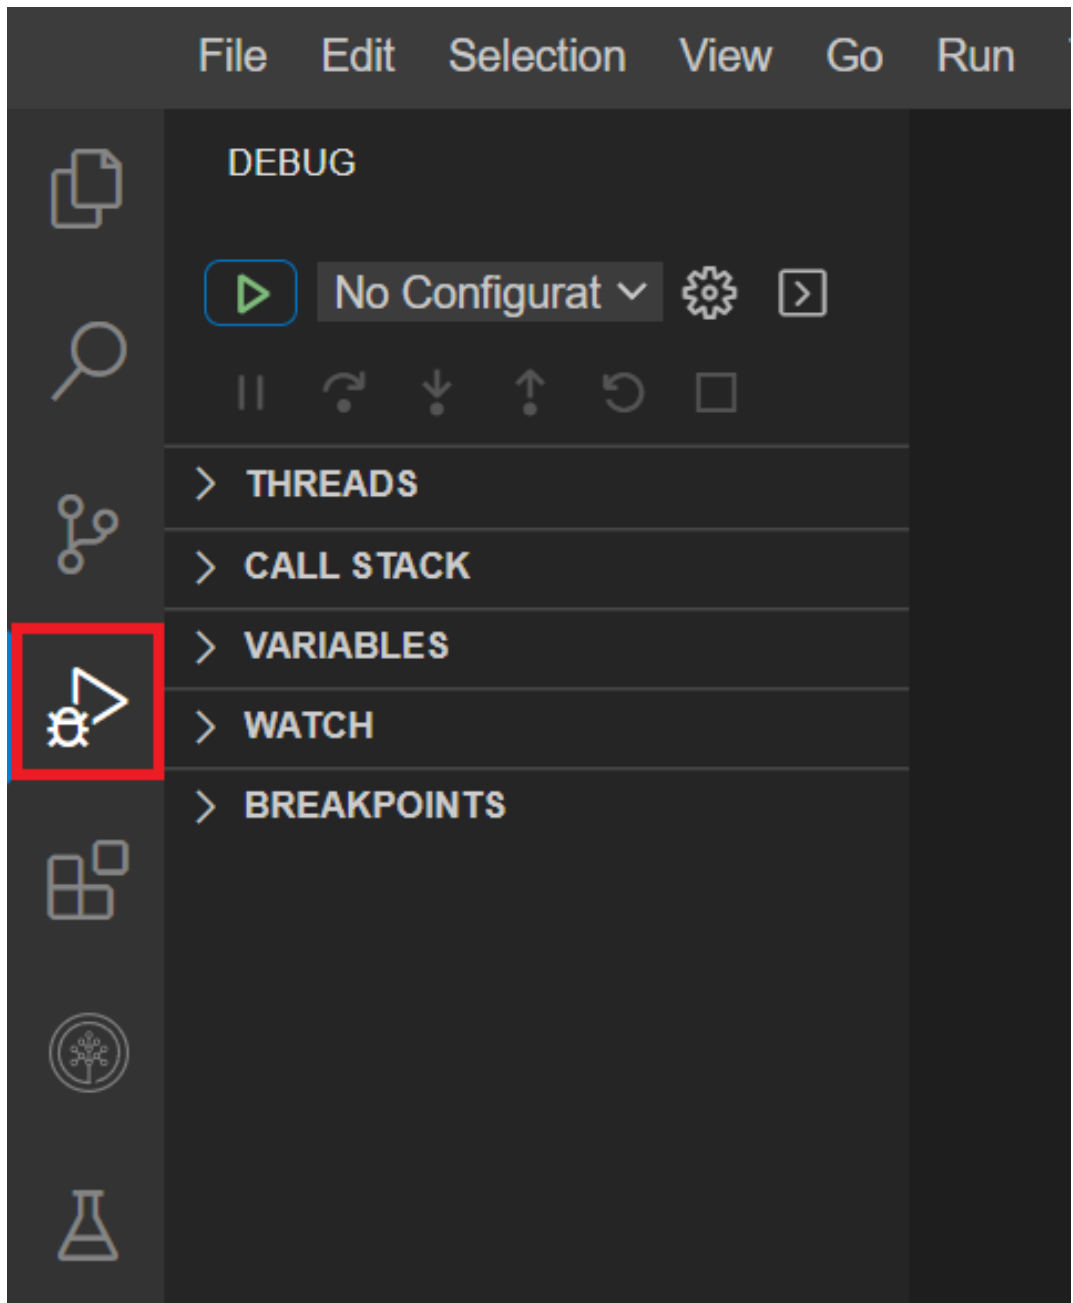 File Edit Selection View Go Run
DEBUG
No Configurat
THREADS
CALL STACK
VARIABLES
WATCH
BREAKPOINTS